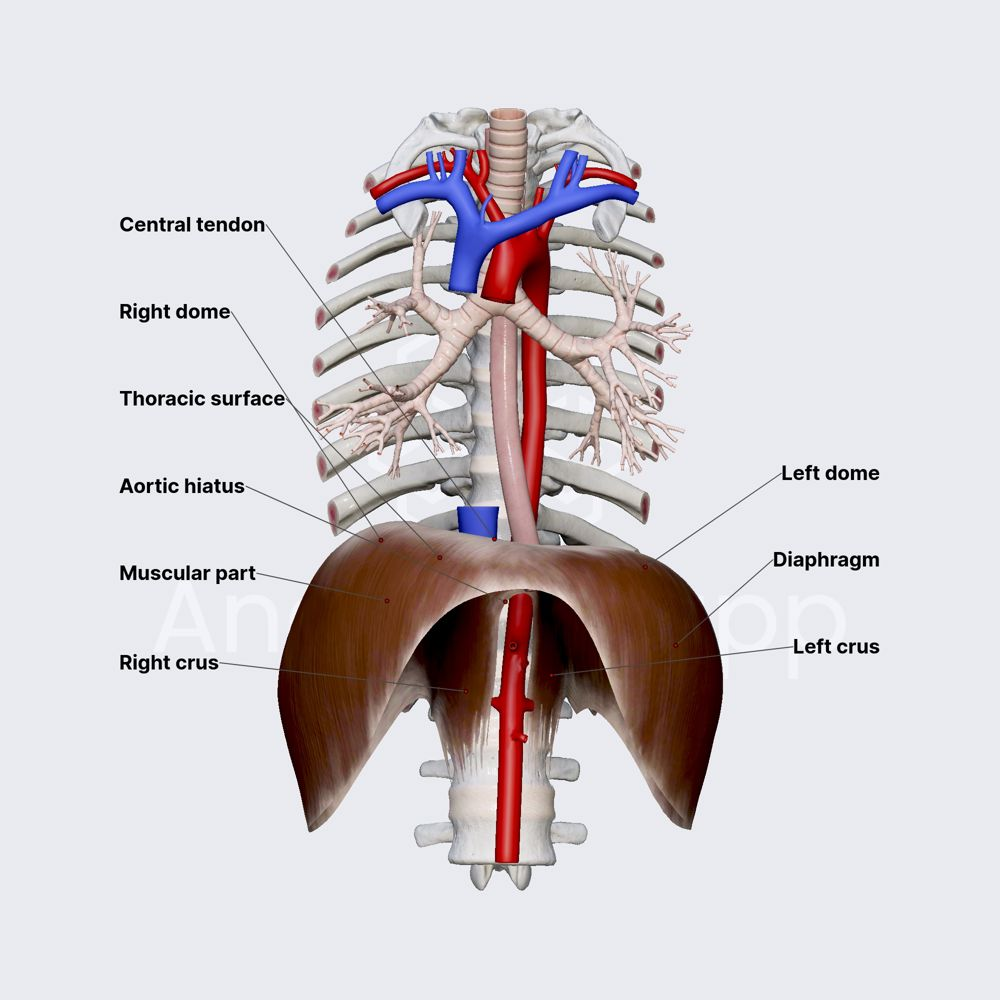 Central tendon
Right dome
Thoracic surface
Aortic hiatus
Muscular part
Right crus
Left dome
Diaphragm
Left crus